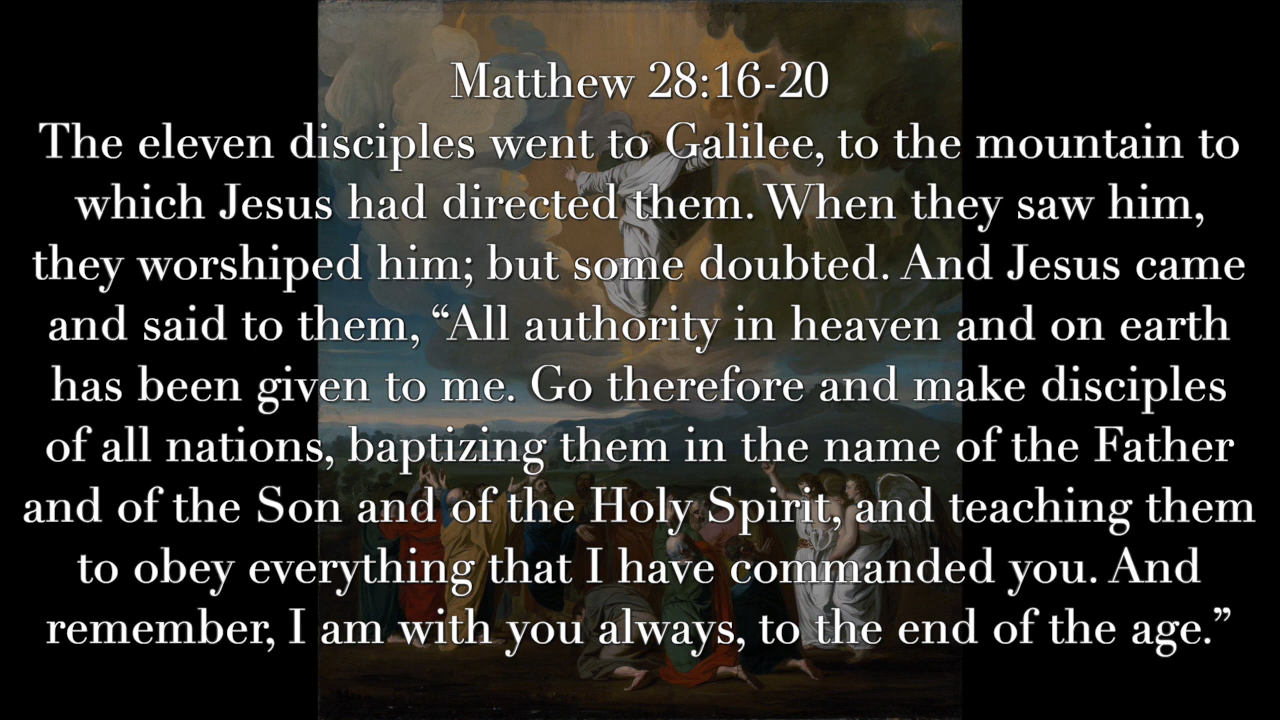 Matthew 28:16-20
The eleven disciples went to Galilee, to the mountain to
which Jesus had directed them. When they saw him,
they worshiped him; but some doubted. And Jesus came
and said to them, “All authority in heaven and on earth
has been given to me. Go therefore and make disciples
of all nations, baptizing them in the name of the Father
and of the Son and of the Holy Spirit, and teaching them
to obey everything that I have commanded you. And
remember, I am with you always, to the end of the age.”